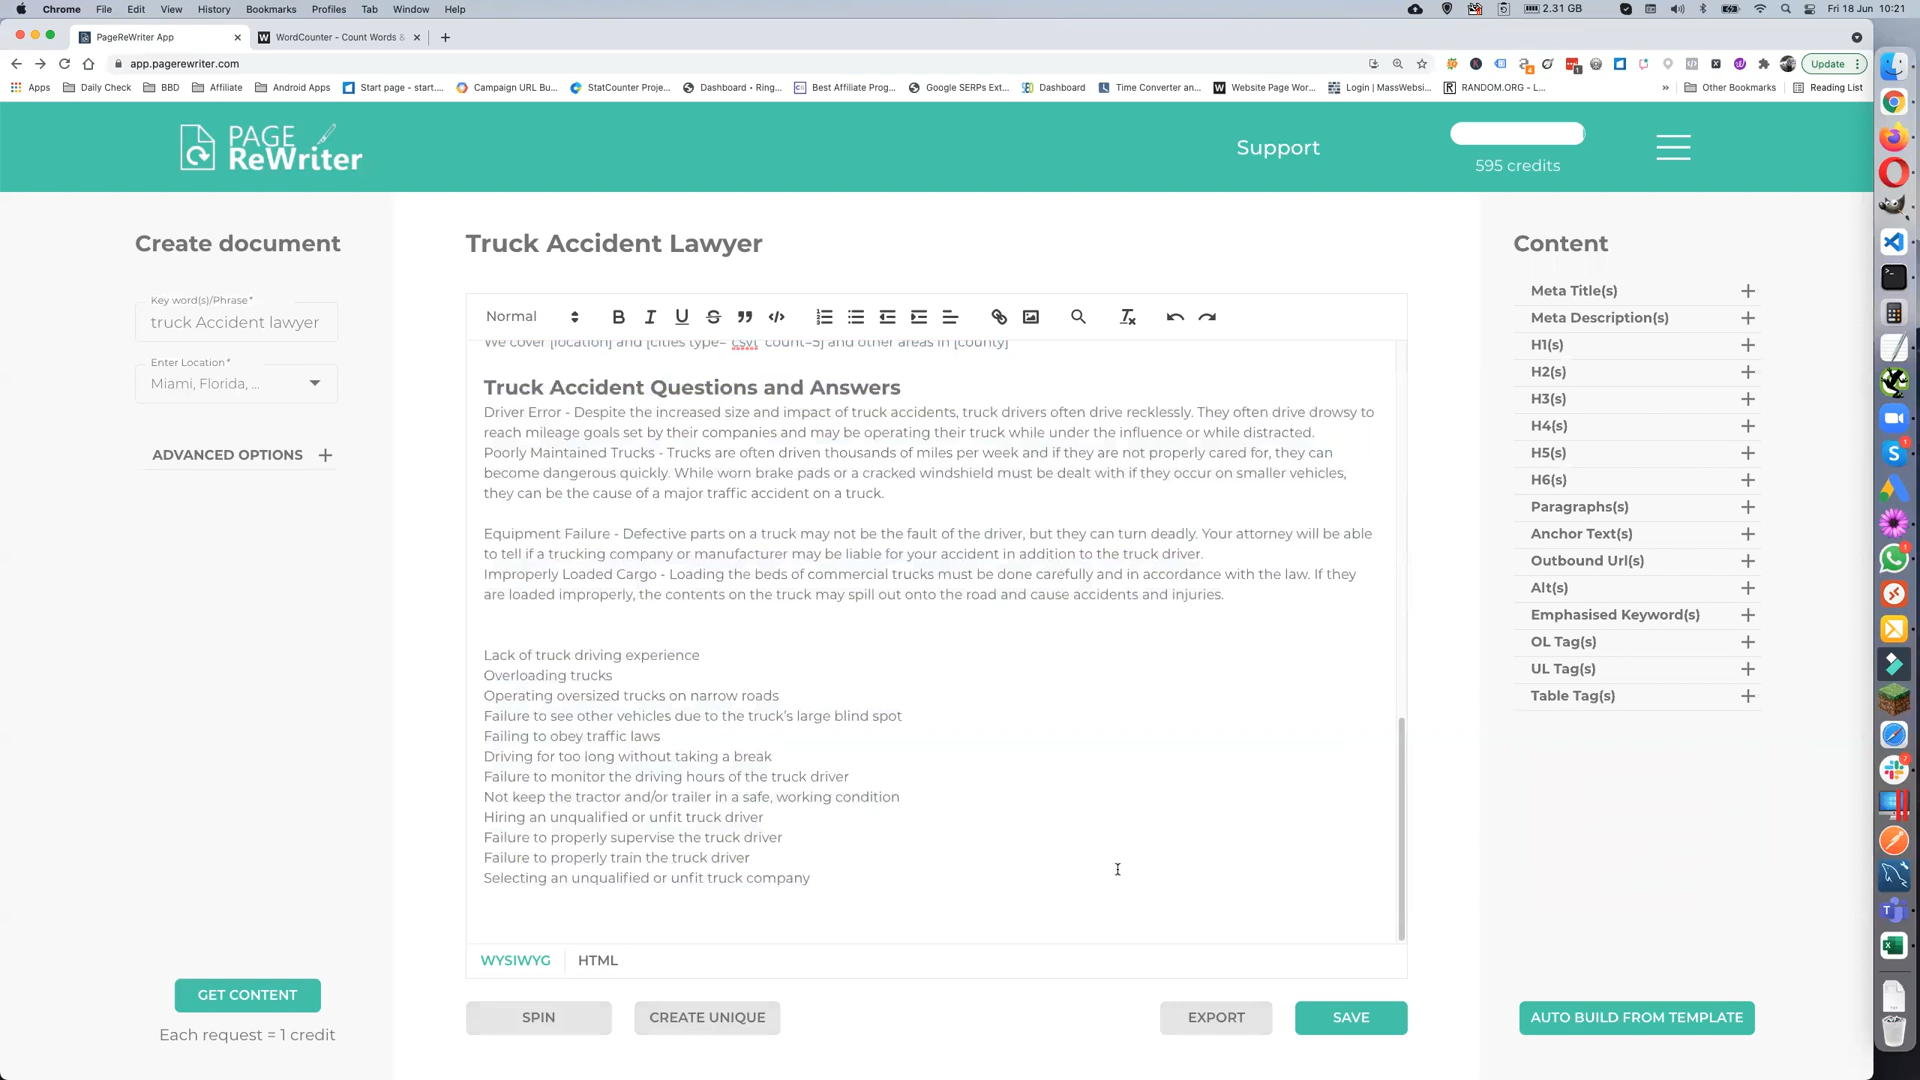 Chrome File Edit View History Bookmarks Profiles Tab Window Help
2.31 GB
Fri 18 Jun 10:21
PageReWriter App
WordCounter - Count Words &
app.pagerewriter.com
Update
Apps Daily Check BBD Affiliate Android Apps Start page - start.... Campaign URL Bu... StatCounter Proje... Dashboard • Ring... Best Affiliate Prog... Google SERPs Ext... Dashboard Time Converter an... Website Page Wor... Login | MassWebsi... RANDOM.ORG - L... » Other Bookmarks Reading List
PAGE
ReWriter
Support
595 credits
Create document
Key word(s)/Phrase*
truck Accident lawyer
Enter Location*
Miami, Florida, ...
ADVANCED OPTIONS
GET CONTENT
Each request = 1 credit
Truck Accident Lawyer
Normal
We cover [location] and [cities type="csv(" count=5] and other areas in [county]
Truck Accident Questions and Answers
Driver Error - Despite the increased size and impact of truck accidents, truck drivers often drive recklessly. They often drive drowsy to
reach mileage goals set by their companies and may be operating their truck while under the influence or while distracted.
Poorly Maintained Trucks - Trucks are often driven thousands of miles per week and if they are not properly cared for, they can
become dangerous quickly. While worn brake pads or a cracked windshield must be dealt with if they occur on smaller vehicles,
they can be the cause of a major traffic accident on a truck.
Equipment Failure - Defective parts on a truck may not be the fault of the driver, but they can turn deadly. Your attorney will be able
to tell if a trucking company or manufacturer may be liable for your accident in addition to the truck driver.
Improperly Loaded Cargo - Loading the beds of commercial trucks must be done carefully and in accordance with the law. If they
are loaded improperly, the contents on the truck may spill out onto the road and cause accidents and injuries.
Lack of truck driving experience
Overloading trucks
Operating oversized trucks on narrow roads
Failure to see other vehicles due to the truck's large blind spot
Failing to obey traffic laws
Driving for too long without taking a break
Failure to monitor the driving hours of the truck driver
Not keep the tractor and/or trailer in a safe, working condition
Hiring an unqualified or unfit truck driver
Failure to properly supervise the truck driver
Failure to properly train the truck driver
Selecting an unqualified or unfit truck company
WYSIWYG HTML
SPIN
CREATE UNIQUE
EXPORT
SAVE
Content
Meta Title(s)
Meta Description(s)
H1(s)
H2(s)
H3(s)
H4(s)
H5(s)
H6(s)
Paragraphs(s)
Anchor Text(s)
Outbound Url(s)
Alt(s)
Emphasised Keyword(s)
OL Tag(s)
UL Tag(s)
Table Tag(s)
AUTO BUILD FROM TEMPLATE